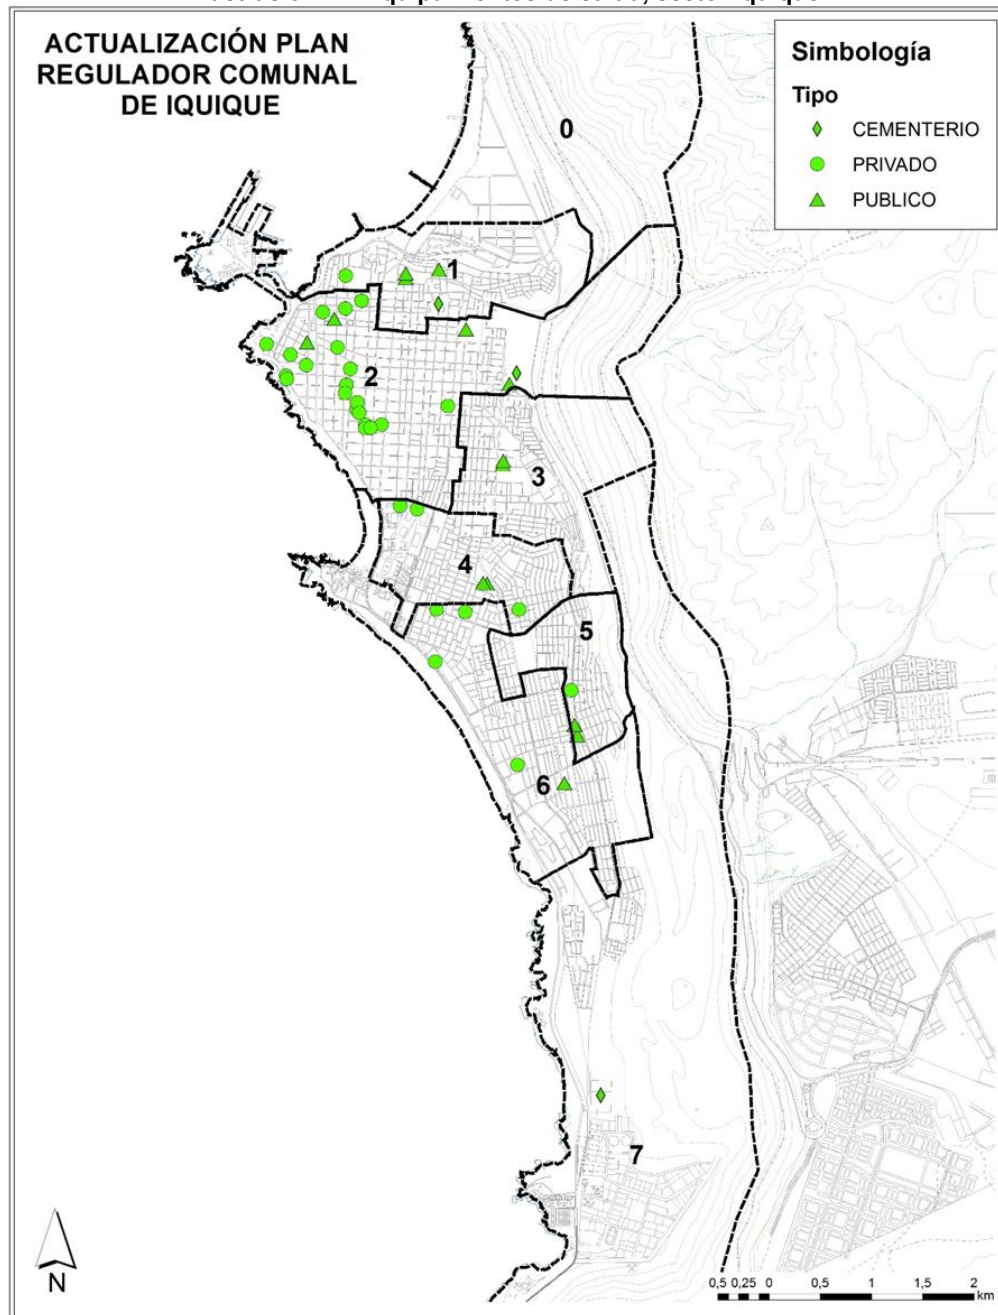 ACTUALIZACIÓN PLAN
REGULADOR COMUNAL
DE IQUIQUE
Simbología
Tipo
CEMENTERIO
PRIVADO
PUBLICO
0
1
2
3
4
5
6
7
N
0,5 0,25 0 0,5 1 1,5 2
km